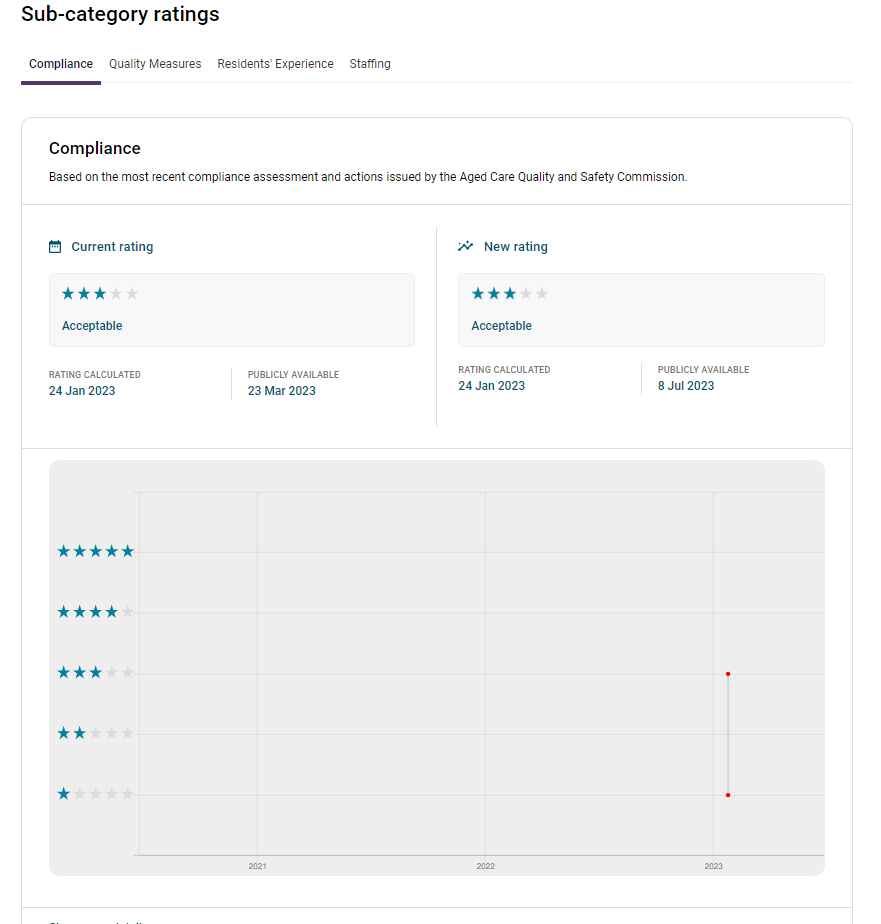 Sub-category ratings
Compliance Quality Measures Residents' Experience Staffing
Compliance
Based on the most recent compliance assessment and actions issued by the Aged Care Quality and Safety Commission.
Current rating
Acceptable
RATING CALCULATED PUBLICLY AVAILABLE
24 Jan 2023 23 Mar 2023
New rating
Acceptable
RATING CALCULATED PUBLICLY AVAILABLE
24 Jan 2023 8 Jul 2023
2021 2022 2023